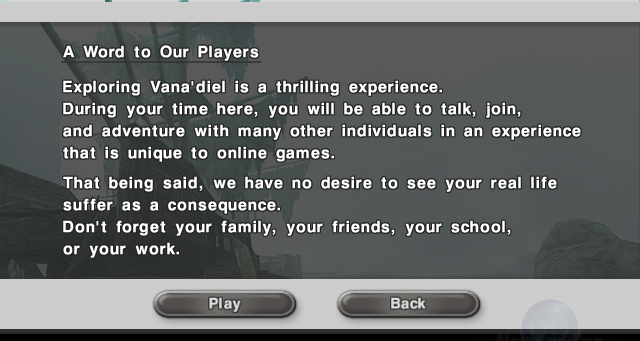 A Word to Our Players
Exploring Vana'diel is a thrilling experience.
During your time here, you will be able to talk, join,
and adventure with many other individuals in an experience
that is unique to online games.
That being said, we have no desire to see your real life
suffer as a consequence.
Don't forget your family, your friends, your school,
or your work.
Play
Back